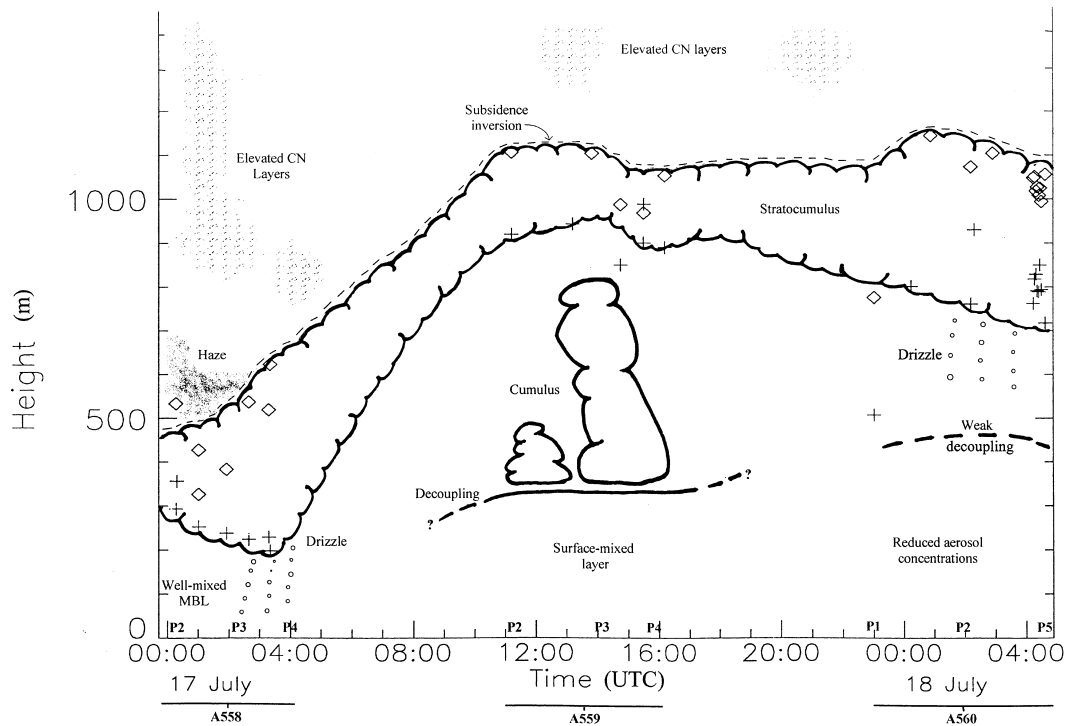 Elevated CN layers
Subsidence
inversion
Elevated CN
Layers
1000
Stratocumulus
Height (m)
Haze
Drizzle
Cumulus
500
Weak
decoupling
Decoupling
?
?
Drizzle
Surface-mixed
layer
Reduced aerosol
concentrations
Well-mixed
MBL
0
P2 P3 P4 P2 P3 P4 P1 P2 P5
00:00 04:00 08:00 12:00 16:00 20:00 00:00 04:00
17 July Time (UTC) 18 July
A558 A559 A560